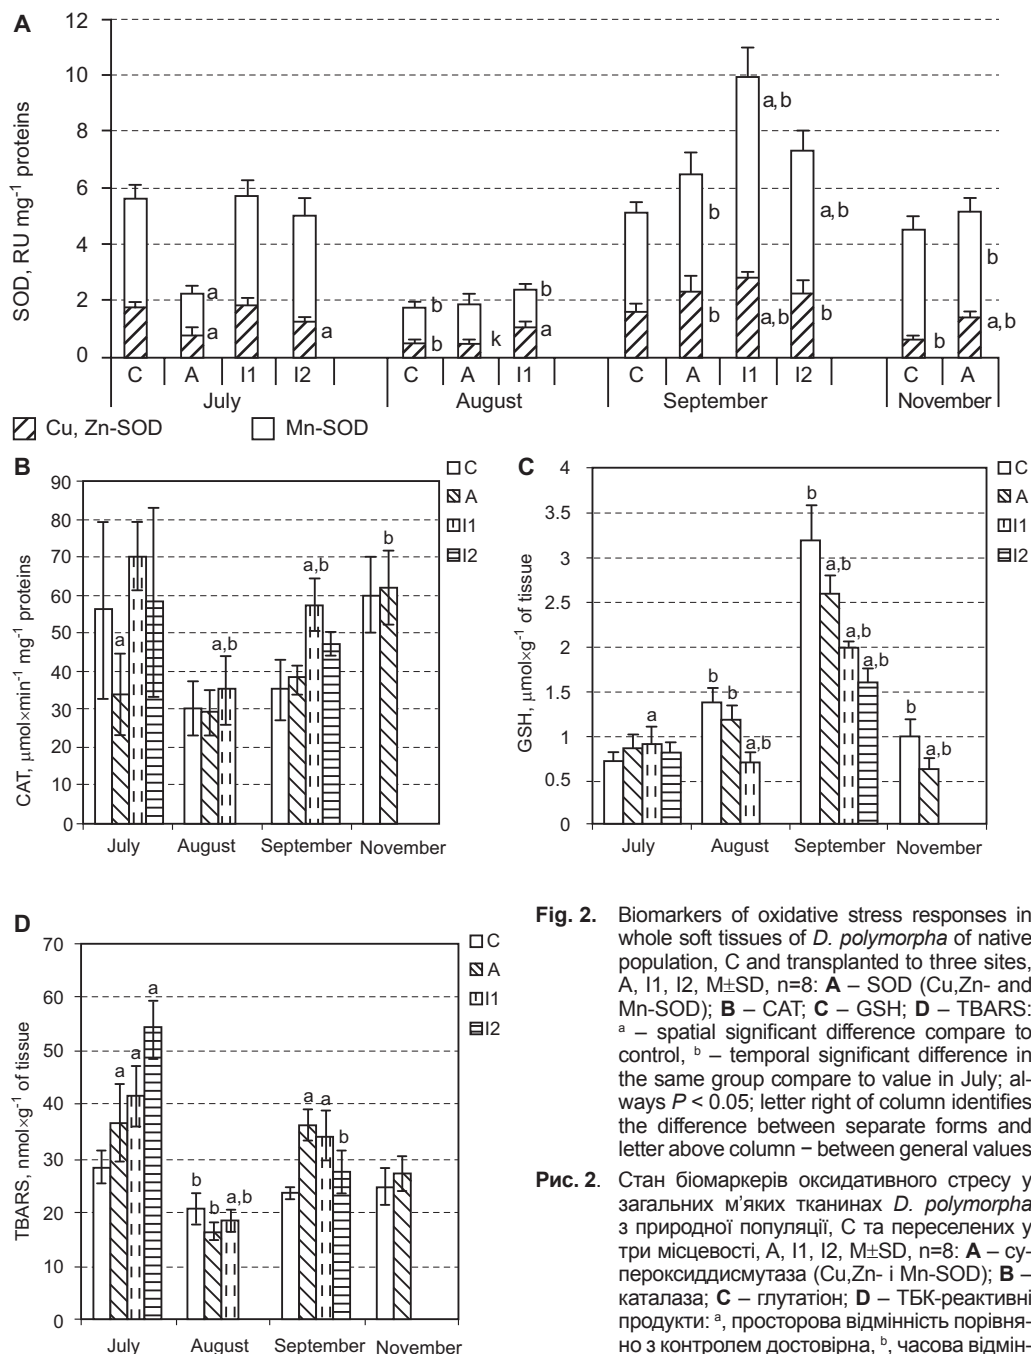 A
12
10
8
6
4
2
0
SOD, RU mg⁻¹ proteins
a
a
a
b
b
k
b
a
b
b
a,b
a,b
a,b
b
b
b
a,b
C A I1 I2 C A I1 C A I1 I2 C A
July August September November
Cu, Zn-SOD Mn-SOD
B
90
80
70
60
50
40
30
20
10
0
CAT, µmol×min⁻¹ mg⁻¹ proteins
a
a,b
a,b
b
July August September November
C
A
I1
I2
C
4
3.5
3
2.5
2
1.5
1
0.5
0
GSH, µmol×g⁻¹ of tissue
a
b
b
a,b
b
a,b
a,b
a,b
b
a,b
July August September November
C
A
I1
I2
D
70
60
50
40
30
20
10
0
TBARS, nmol×g⁻¹ of tissue
a
a
a
b
b
a,b
a
a
b
July August September November
C
A
I1
I2
Fig. 2. Biomarkers of oxidative stress responses in
whole soft tissues of D. polymorpha of native
population, C and transplanted to three sites,
A, I1, I2, M±SD, n=8: A – SOD (Cu,Zn- and
Mn-SOD); B – CAT; C – GSH; D – TBARS:
ᵃ – spatial significant difference compare to
control, ᵇ – temporal significant difference in
the same group compare to value in July; al-
ways P < 0.05; letter right of column identifies
the difference between separate forms and
letter above column – between general values
Рис. 2. Стан біомаркерів оксидативного стресу у
загальних м’яких тканинах D. polymorpha
з природної популяції, С та переселених у
три місцевості, А, І1, І2, M±SD, n=8: А – су-
пероксиддисмутаза (Cu,Zn- і Mn-SOD); В –
каталаза; С – глутатіон; D – ТБК-реактивні
продукти: ᵃ, просторова відмінність порівня-
но з контролем достовірна, ᵇ, часова відмін-